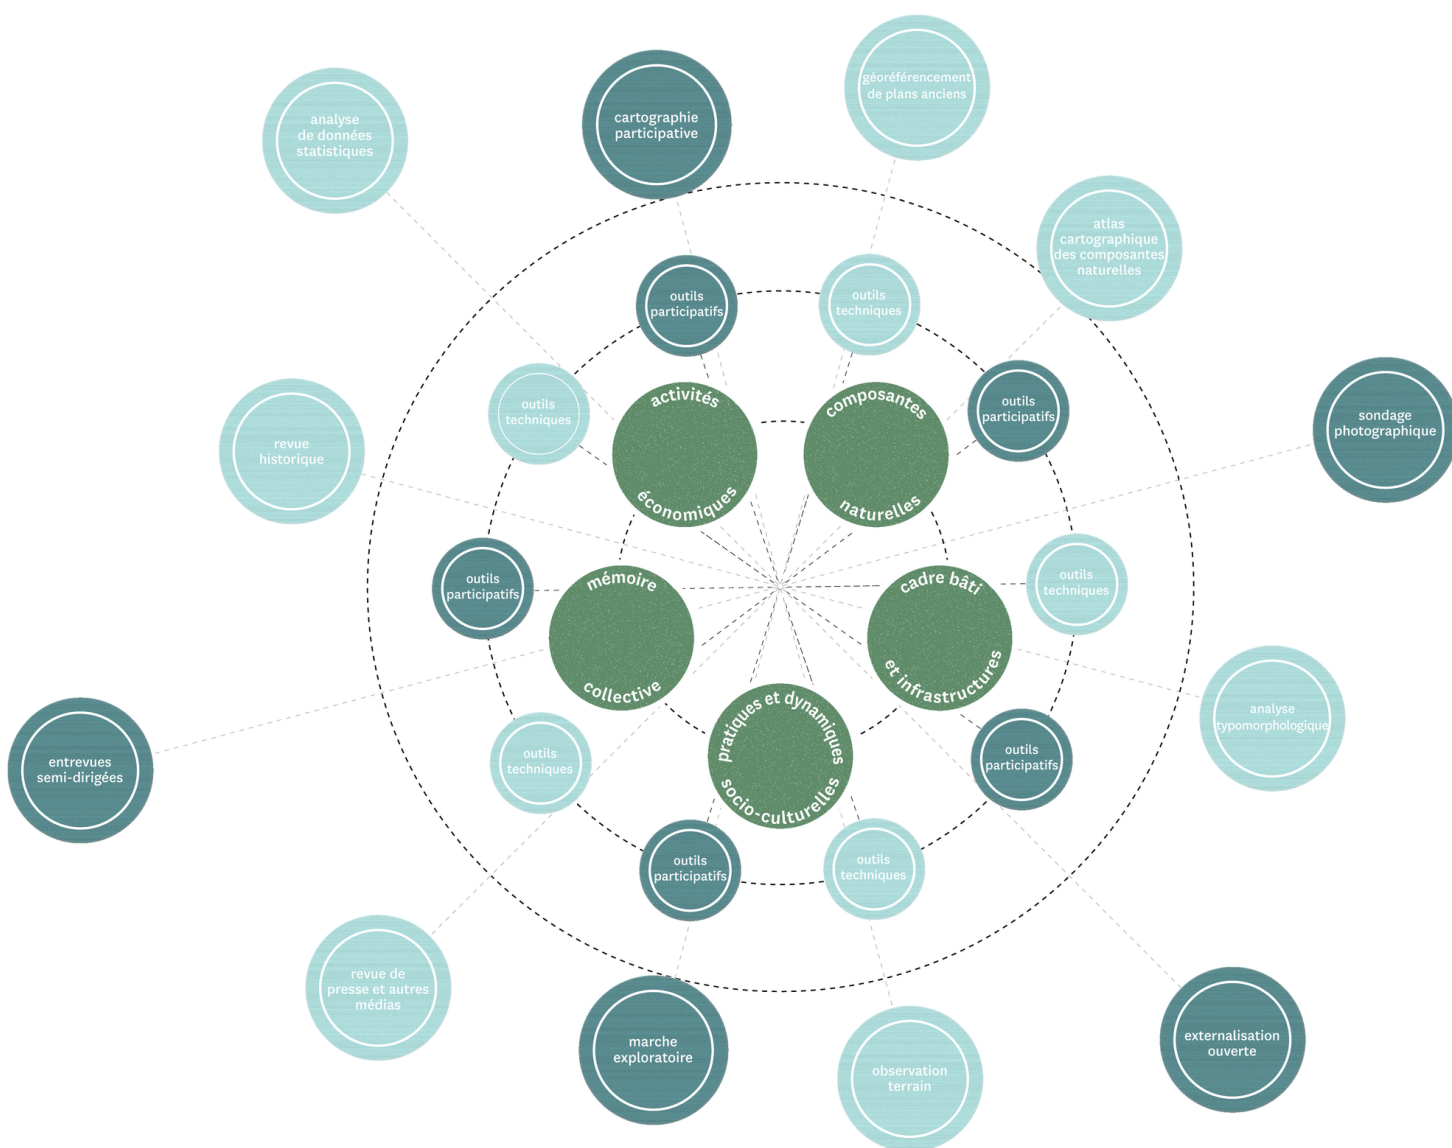 géoréférencement
de plans anciens
cartographie
participative
analyse
de données
statistiques
atlas
cartographique
des composantes
naturelles
outils
participatifs
outils
techniques
outils
techniques
outils
participatifs
activités
économiques
composantes
naturelles
sondage
photographique
revue
historique
outils
participatifs
mémoire
collective
cadre bâti
et infrastructures
outils
techniques
pratiques et dynamiques
socio-culturelles
analyse
typomorphologique
entrevues
semi-dirigées
outils
techniques
outils
participatifs
outils
participatifs
outils
techniques
revue de
presse et autres
médias
marche
exploratoire
observation
terrain
externalisation
ouverte